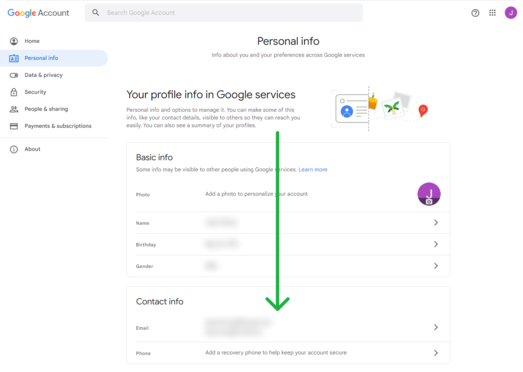 Google Account
Search Google Account
J
Home
Personal info
Data & privacy
Security
People & sharing
Payments & subscriptions
About
Personal info
Info about you and your preferences across Google services
Your profile info in Google services
Personal info and options to manage it. You can make some of this
info, like your contact details, visible to others so they can reach
you easily. You can also see a summary of your profiles.
Basic info
Some info may be visible to other people using Google services. Learn more
Photo
Add a photo to personalize your account
J
Name
Birthday
Gender
Contact info
Email
Phone
Add a recovery phone to help keep your account secure